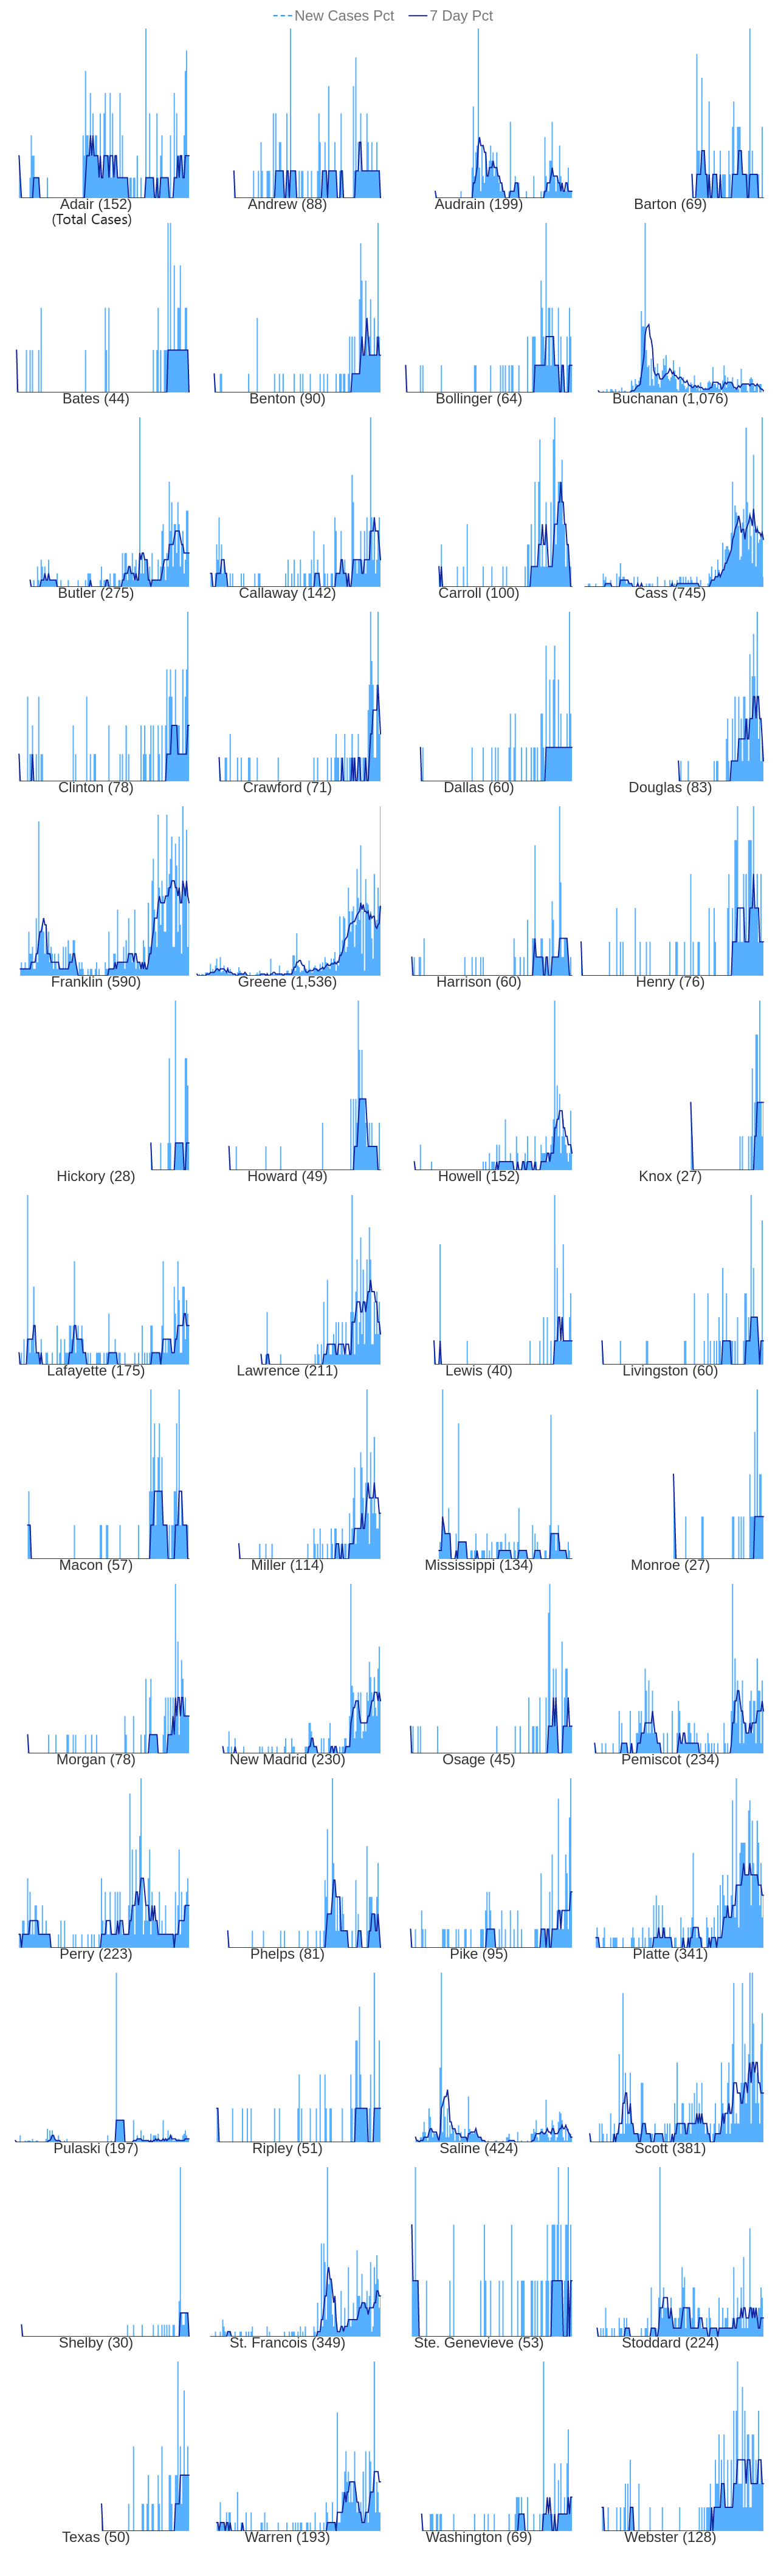 New Cases Pct 7 Day Pct
Adair (152) Andrew (88) Audrain (199) Barton (69)
(Total Cases)
Bates (44) Benton (90) Bollinger (64) Buchanan (1,076)
Butler (275) Callaway (142) Carroll (100) Cass (745)
Clinton (78) Crawford (71) Dallas (60) Douglas (83)
Franklin (590) Greene (1,536) Harrison (60) Henry (76)
Hickory (28) Howard (49) Howell (152) Knox (27)
Lafayette (175) Lawrence (211) Lewis (40) Livingston (60)
Macon (57) Miller (114) Mississippi (134) Monroe (27)
Morgan (78) New Madrid (230) Osage (45) Pemiscot (234)
Perry (223) Phelps (81) Pike (95) Platte (341)
Pulaski (197) Ripley (51) Saline (424) Scott (381)
Shelby (30) St. Francois (349) Ste. Genevieve (53) Stoddard (224)
Texas (50) Warren (193) Washington (69) Webster (128)